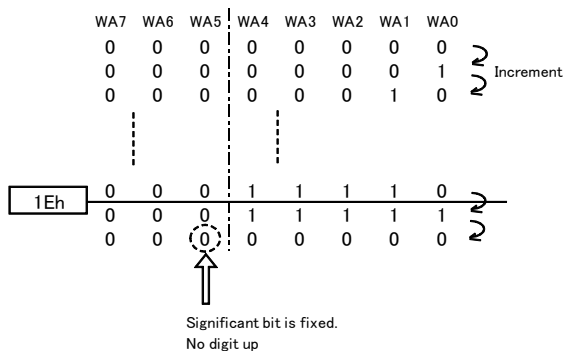 WA7 WA6 WA5 WA4 WA3 WA2 WA1 WA0
0 0 0 0 0 0 0 0
0 0 0 0 0 0 0 1 Increment
0 0 0 0 0 0 1 0
0 0 0 1 1 1 1 0
1Eh
0 0 0 1 1 1 1 1
0 0 0 0 0 0 0 0
Significant bit is fixed.
No digit up